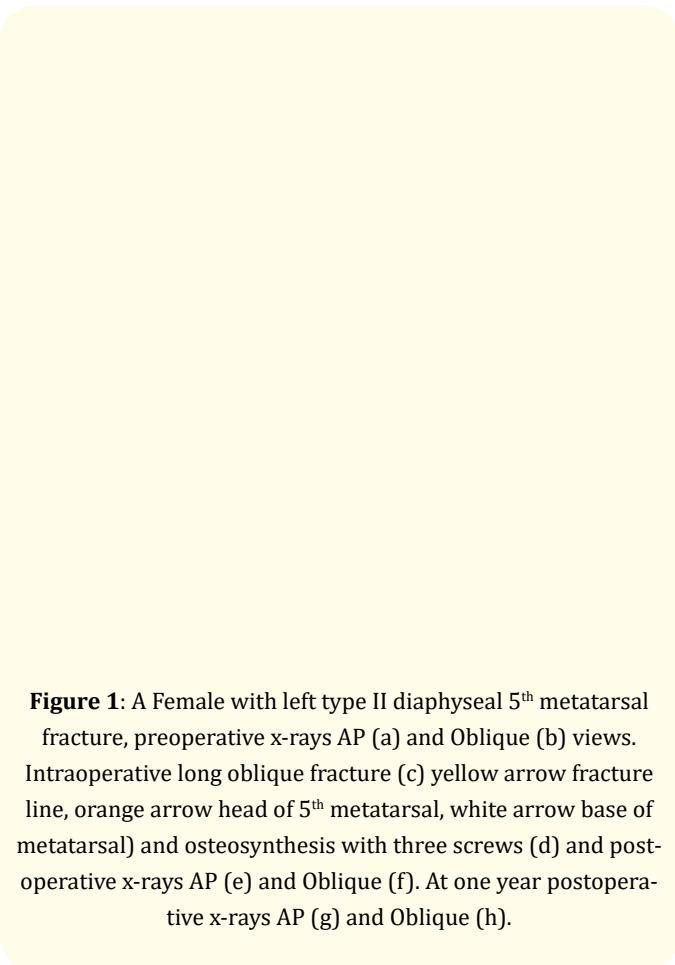 Figure 1: A Female with left type II diaphyseal 5th metatarsal
fracture, preoperative x-rays AP (a) and Oblique (b) views.
Intraoperative long oblique fracture (c) yellow arrow fracture
line, orange arrow head of 5th metatarsal, white arrow base of
metatarsal) and osteosynthesis with three screws (d) and post-
operative x-rays AP (e) and Oblique (f). At one year postopera-
tive x-rays AP (g) and Oblique (h).